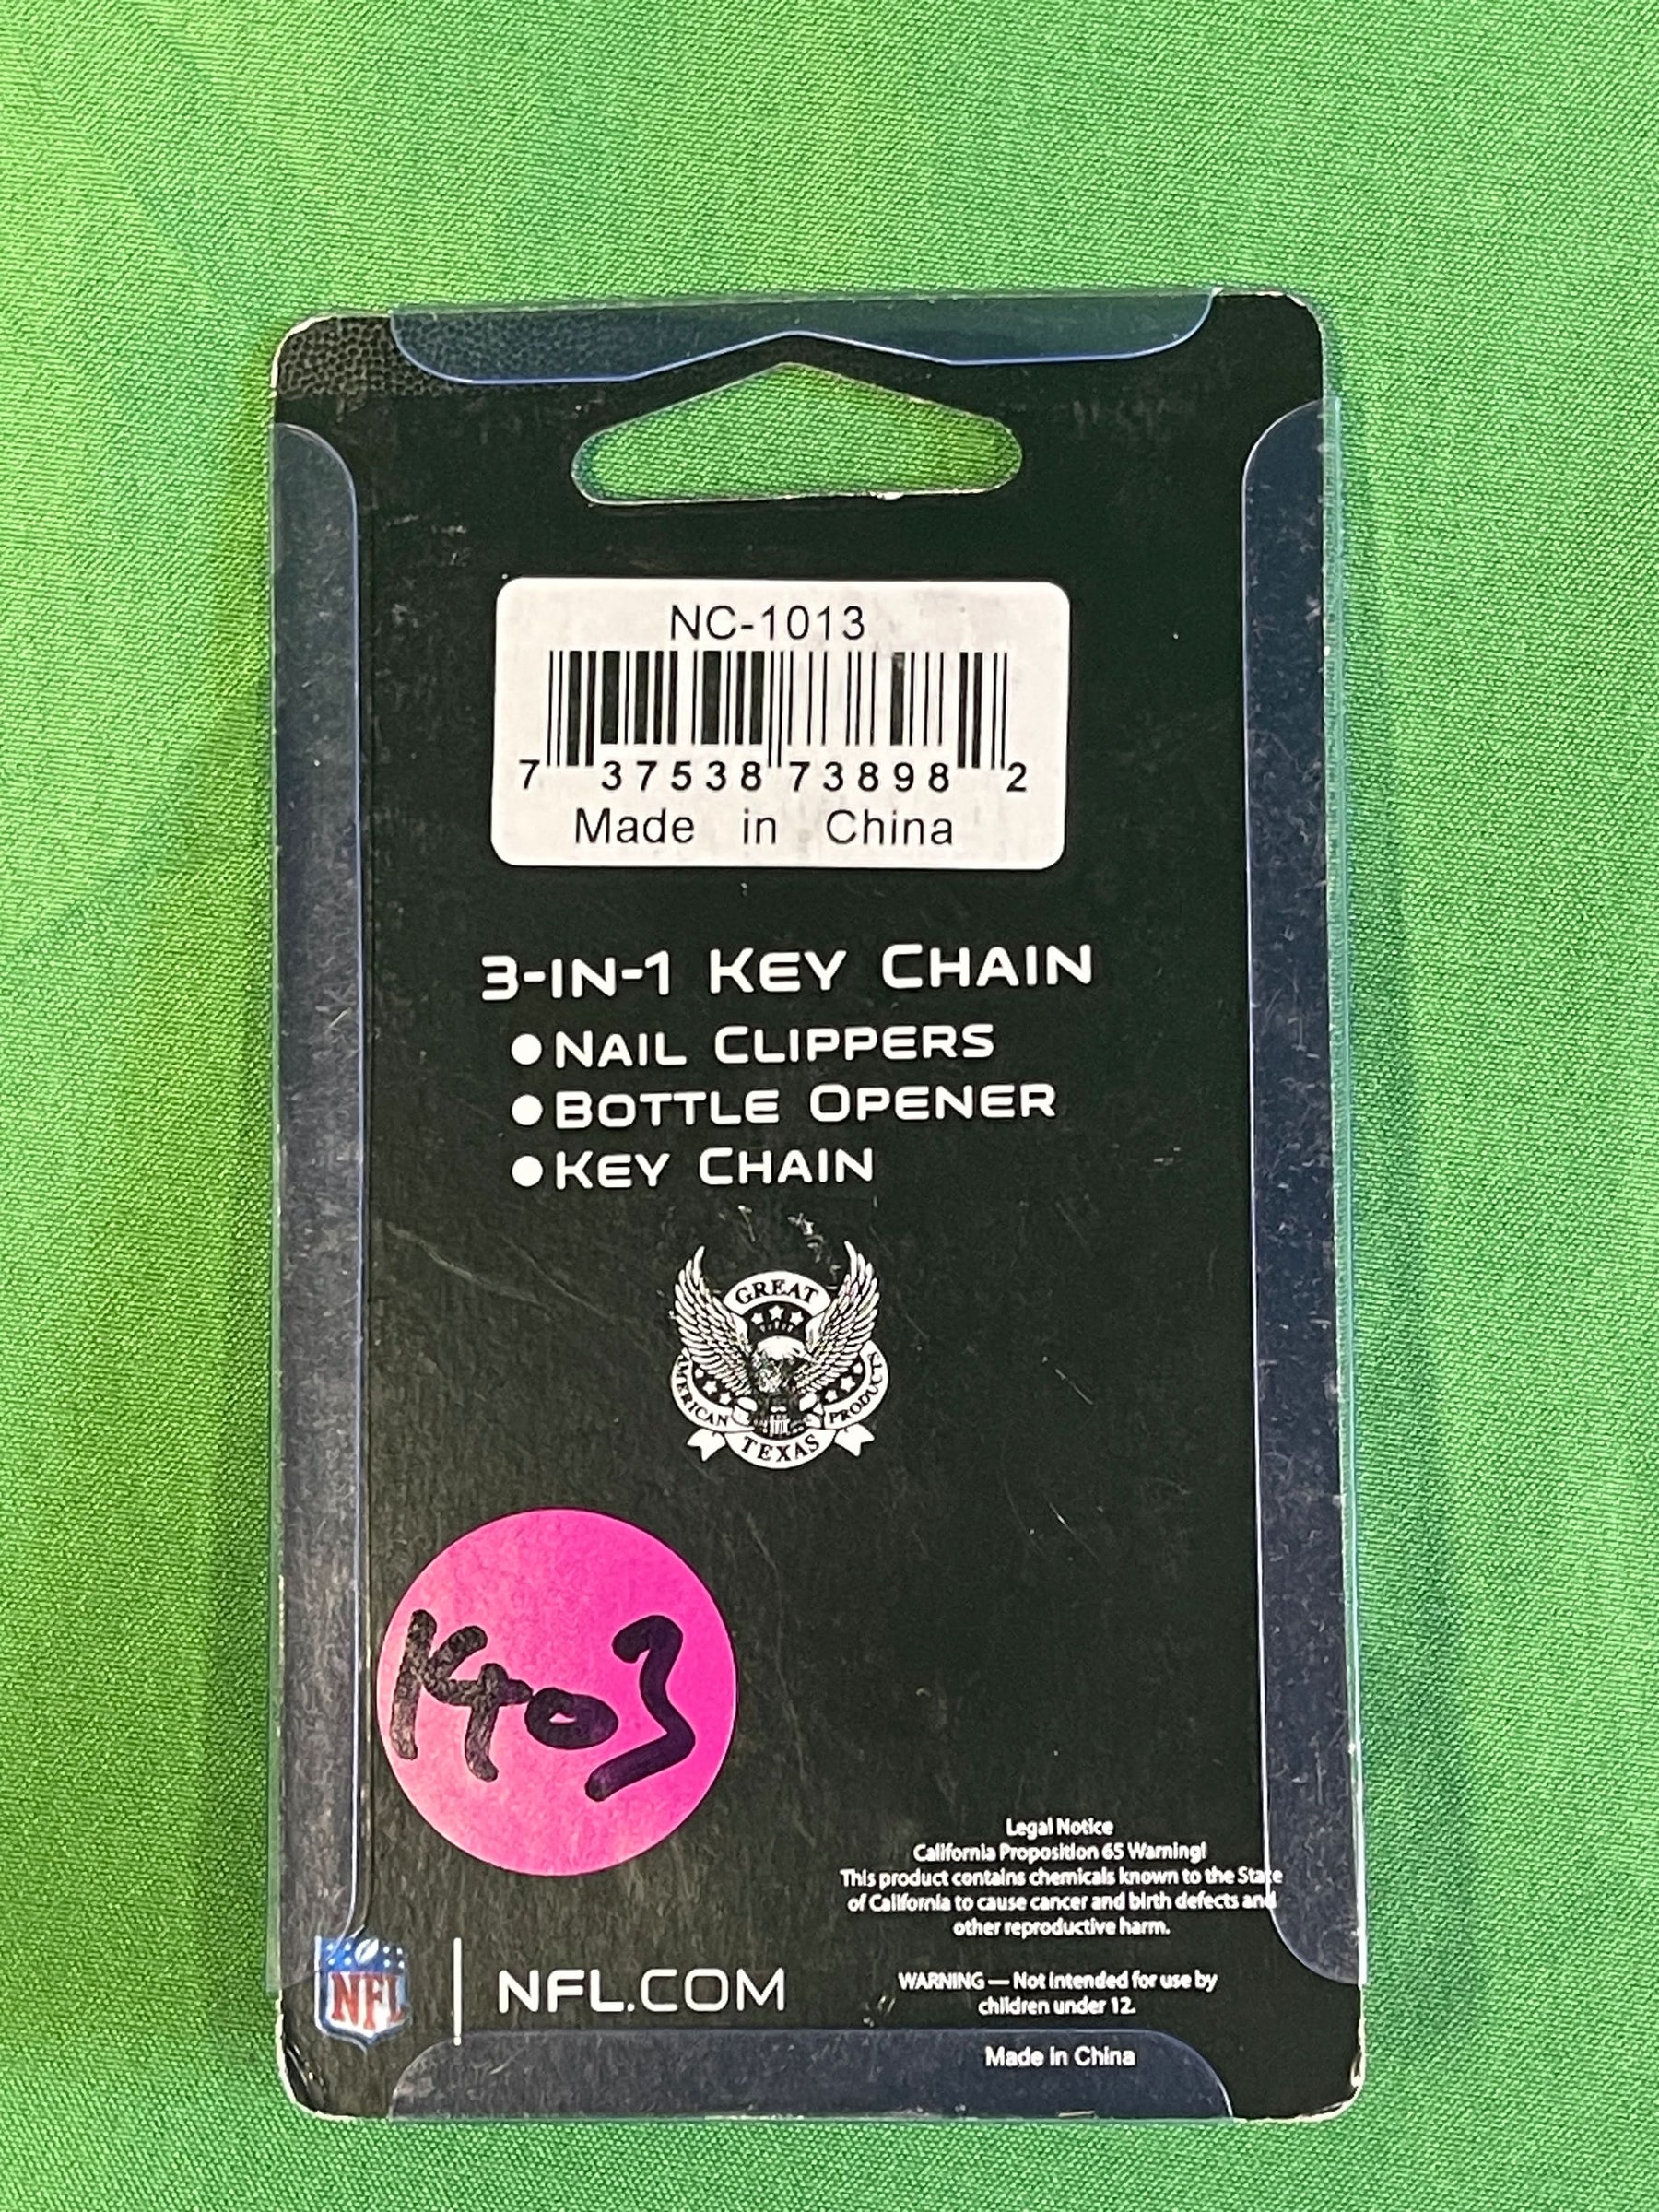 NC-1013
7 37538 73898 2
Made in China
3-IN-1 KEY CHAIN
●NAIL CLIPPERS
●BOTTLE OPENER
●KEY CHAIN
GREAT
AMERICAN PRODUCTS
TEXAS
K403
Legal Notice
California Proposition 65 Warning!
This product contains chemicals known to the State
of California to cause cancer and birth defects and
other reproductive harm.
NFL
NFL.COM
WARNING — Not intended for use by
children under 12.
Made in China